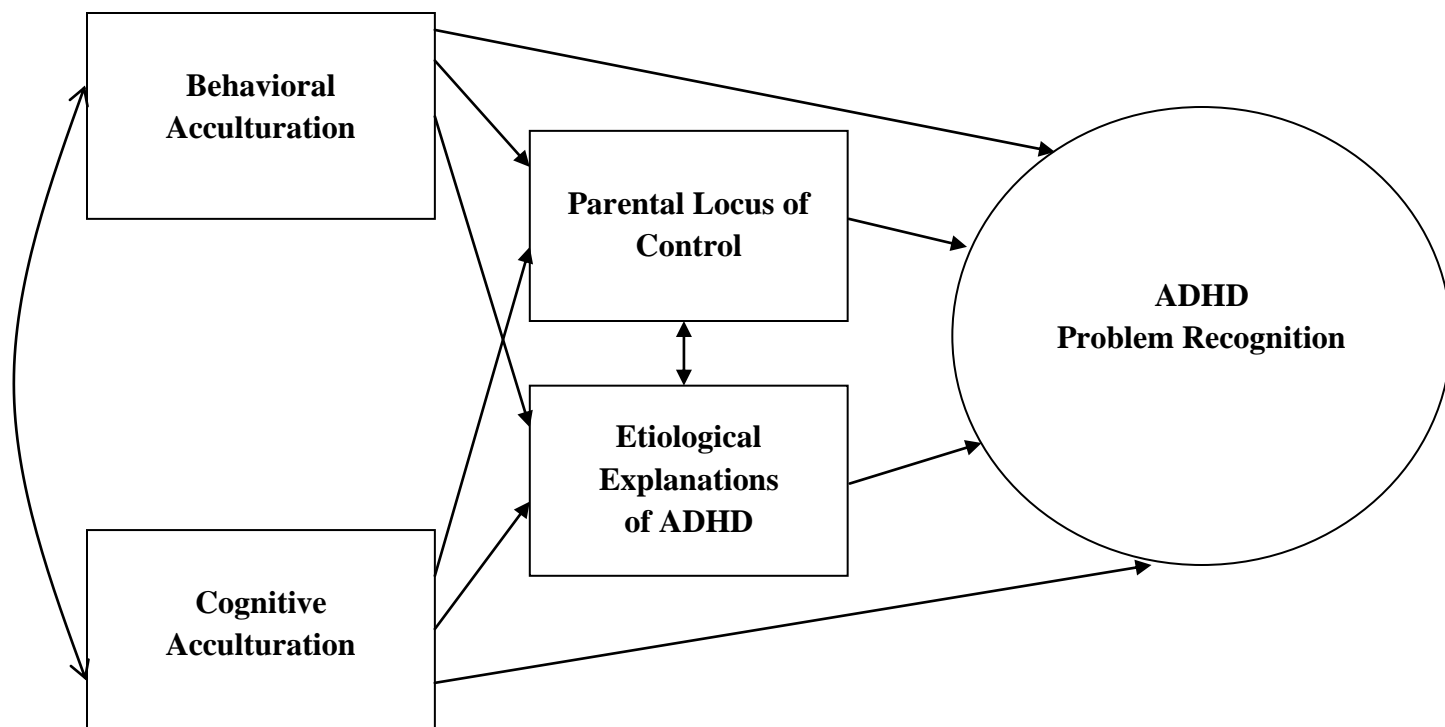 Behavioral
Acculturation
Parental Locus of
Control
ADHD
Problem Recognition
Etiological
Explanations
of ADHD
Cognitive
Acculturation